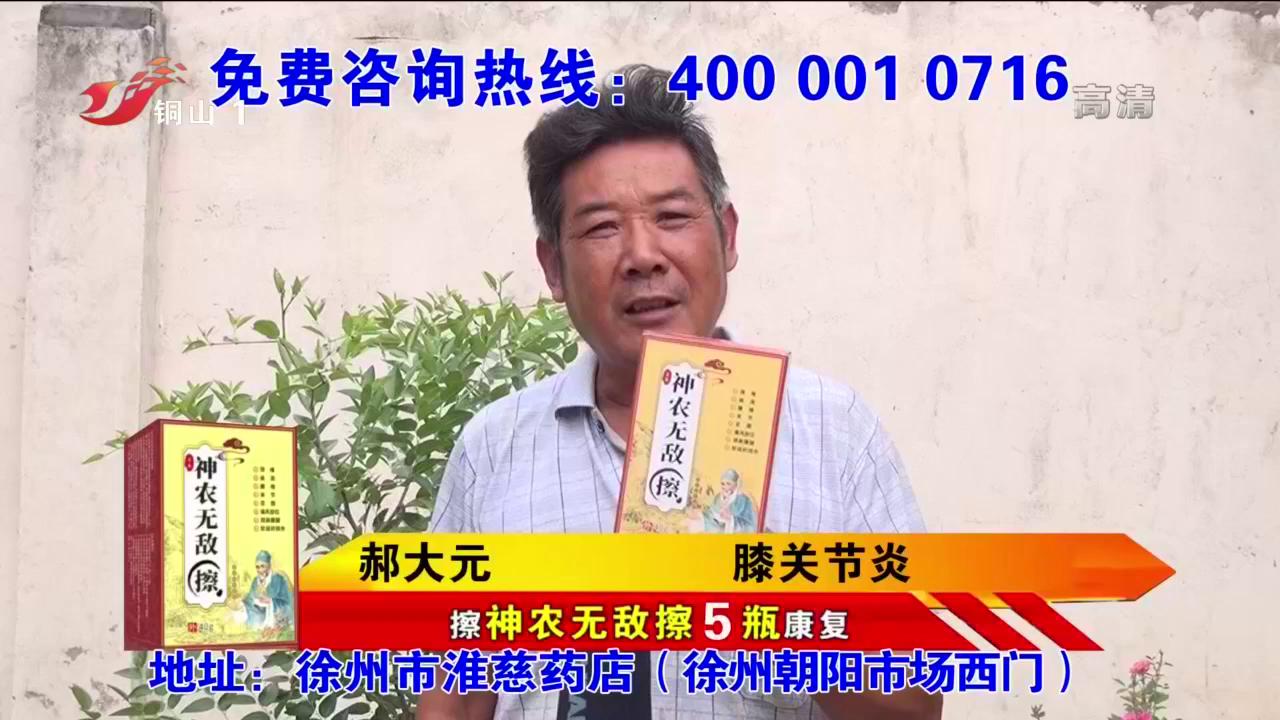 免费咨询热线：400 001 0716
铜山1
高清
神农无敌擦
神农无敌擦
郝大元 膝关节炎
擦神农无敌擦5瓶康复
地址：徐州市淮慈药店（徐州朝阳市场西门）